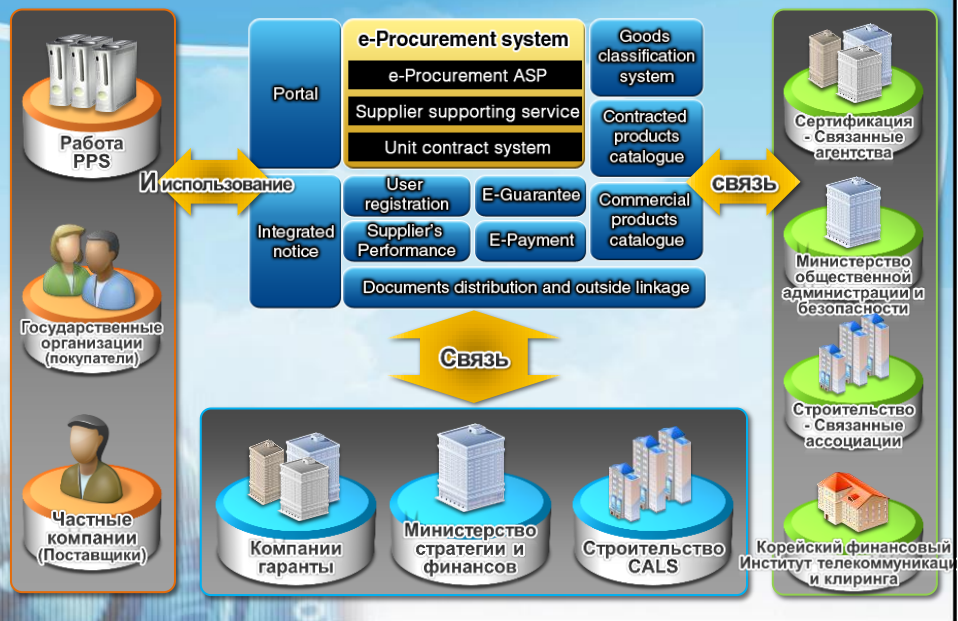 Работа
PPS
Государственные
организации
(покупатели)
Частные
компании
(Поставщики)
И использование
Portal
Integrated
notice
e-Procurement system
e-Procurement ASP
Supplier supporting service
Unit contract system
User
registration
E-Guarantee
Supplier's
Performance
E-Payment
Goods
classification
system
Contracted
products
catalogue
Commercial
products
catalogue
Documents distribution and outside linkage
связь
Связь
Компании
гаранты
Министерство
стратегии и
финансов
Строительство
CALS
Сертификация
- Связанные
агентства
Министерство
общественной
администрации и
безопасности
Строительство
- Связанные
ассоциации
Корейский финансовый
Институт телекоммуникаци
и клиринга